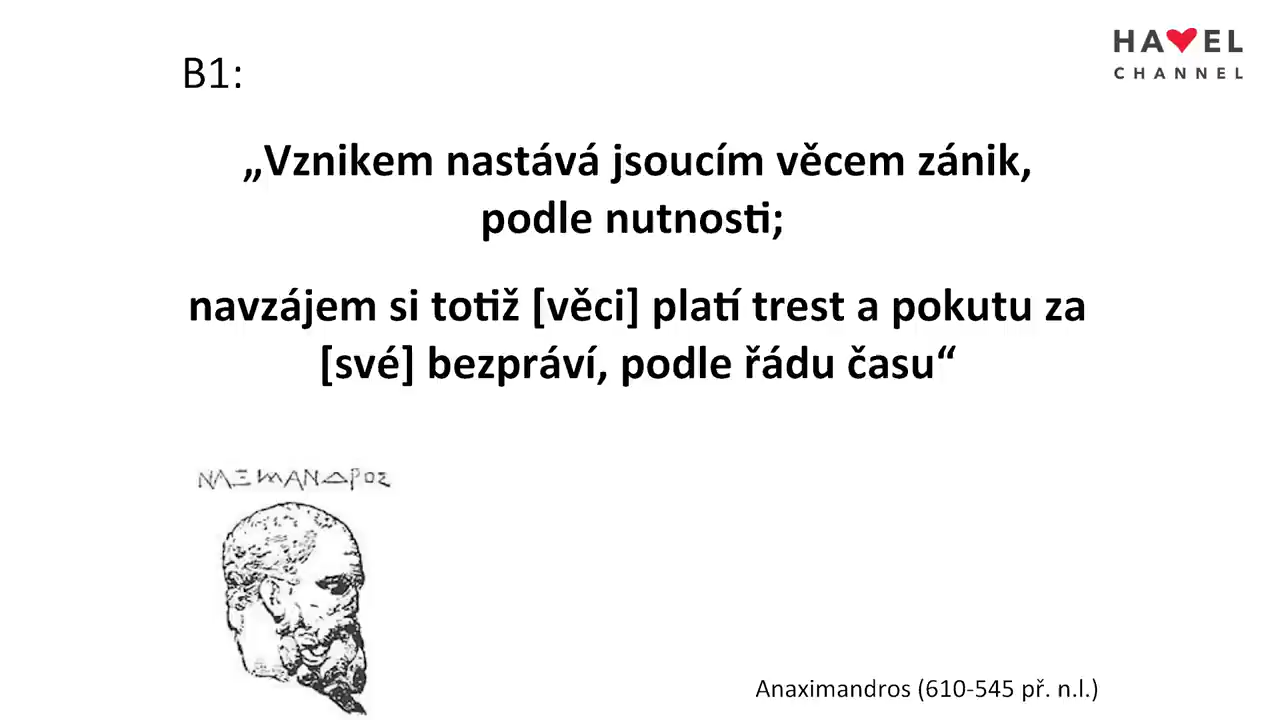 HAVEL
CHANNEL
B1:
„Vznikem nastává jsoucím věcem zánik,
podle nutnosti;
navzájem si totiž [věci] platí trest a pokutu za
[své] bezpráví, podle řádu času“
ΝΑΞΙΜΑΝΔΡΟΣ
Anaximandros (610-545 př. n.l.)